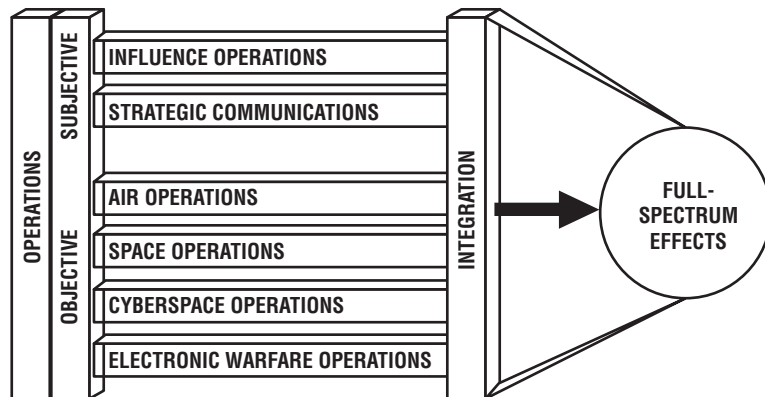 OPERATIONS
SUBJECTIVE
OBJECTIVE
INFLUENCE OPERATIONS
STRATEGIC COMMUNICATIONS
AIR OPERATIONS
SPACE OPERATIONS
CYBERSPACE OPERATIONS
ELECTRONIC WARFARE OPERATIONS
INTEGRATION
FULL-
SPECTRUM
EFFECTS